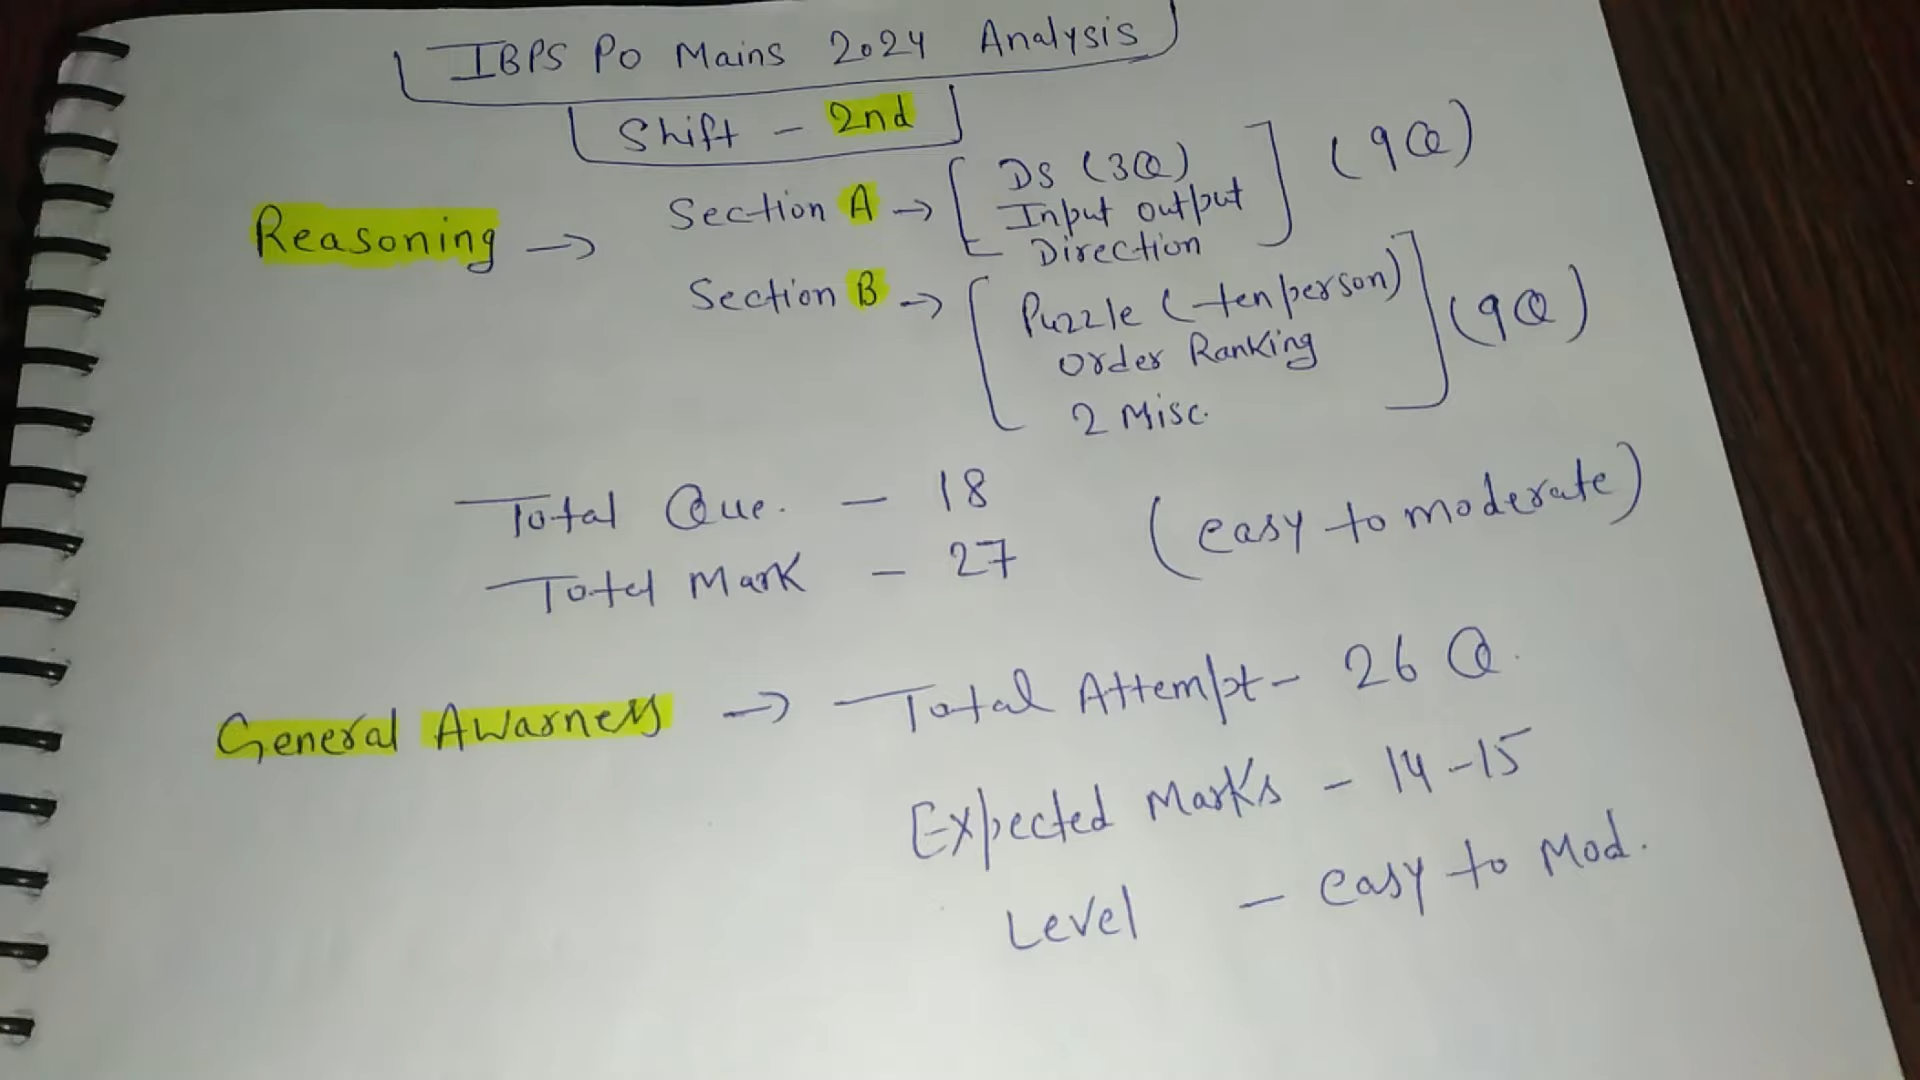 IBPS Po Mains 2024 Analysis
Shift - 2nd
Reasoning → Section A → [ DS (3Q) ] (9Q)
Input output
Direction
Section B → [ Puzzle (ten person) ] (9Q)
Order Ranking
2 Misc.
Total Que. - 18
(easy to moderate)
Total Mark - 27
General Awarness → Total Attempt - 26 Q.
Expected Marks - 14-15
Level - easy to Mod.